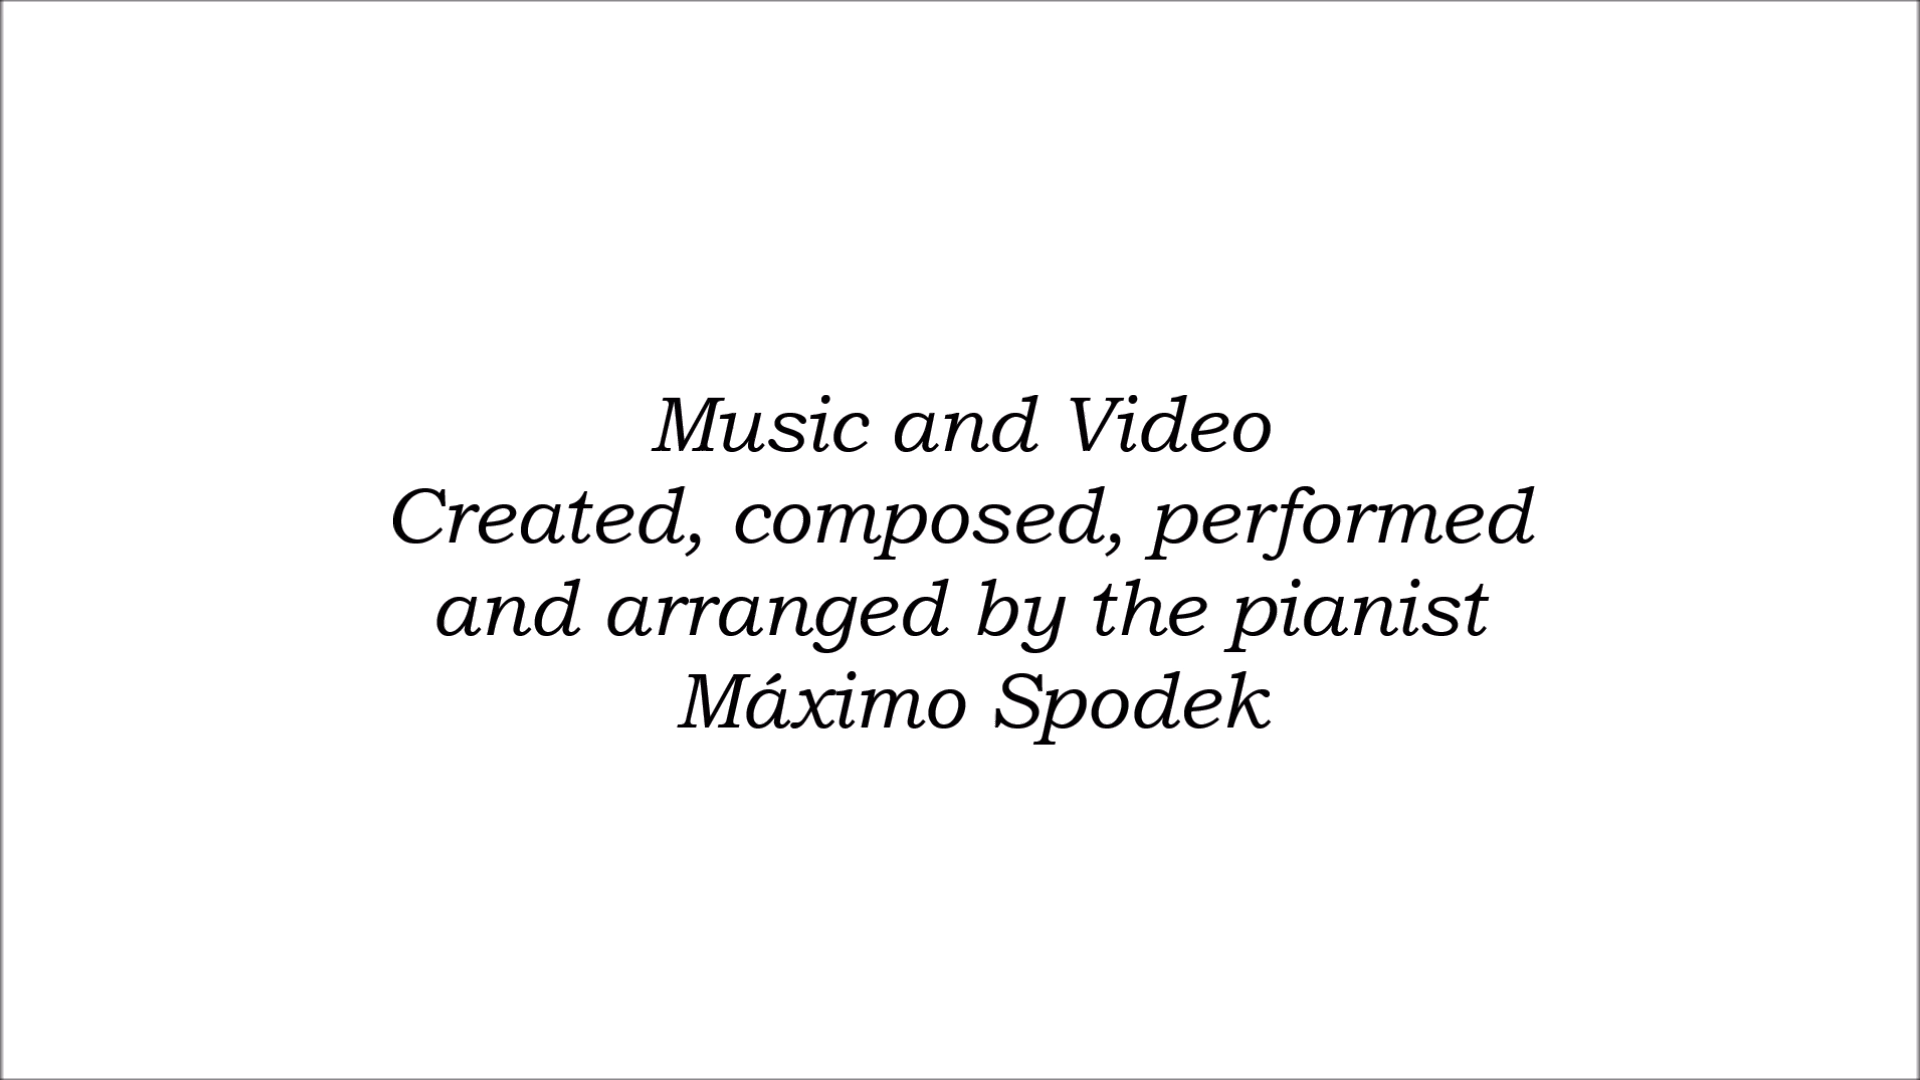 Music and Video
Created, composed, performed
and arranged by the pianist
Máximo Spodek